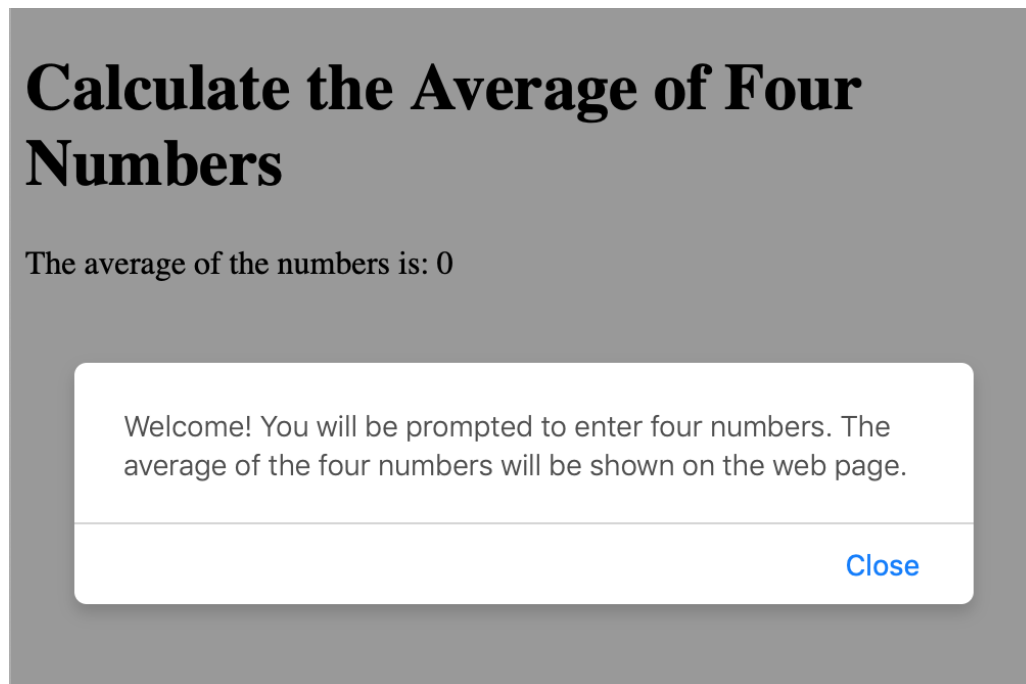 Calculate the Average of Four
Numbers
The average of the numbers is: 0
Welcome! You will be prompted to enter four numbers. The
average of the four numbers will be shown on the web page.
Close